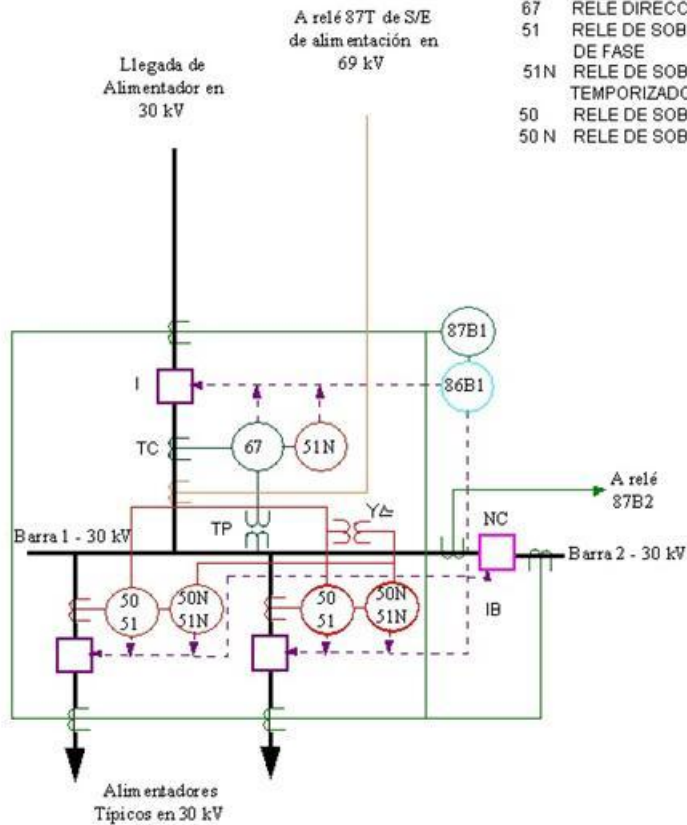 A relé 87T de S/E
de alimentación en
69 kV
67 RELE DIRECC
51 RELE DE SOB
DE FASE
51N RELE DE SOB
TEMPORIZADO
50 RELE DE SOB
50 N RELE DE SOB
Llegada de
Alimentador en
30 kV
87B1
I
86B1
TC
67
51N
A relé
87B2
TP
Y
NC
Barra 1 - 30 kV
Barra 2 - 30 kV
50
51
50N
51N
50
51
50N
51N
IB
Alimentadores
Típicos en 30 kV